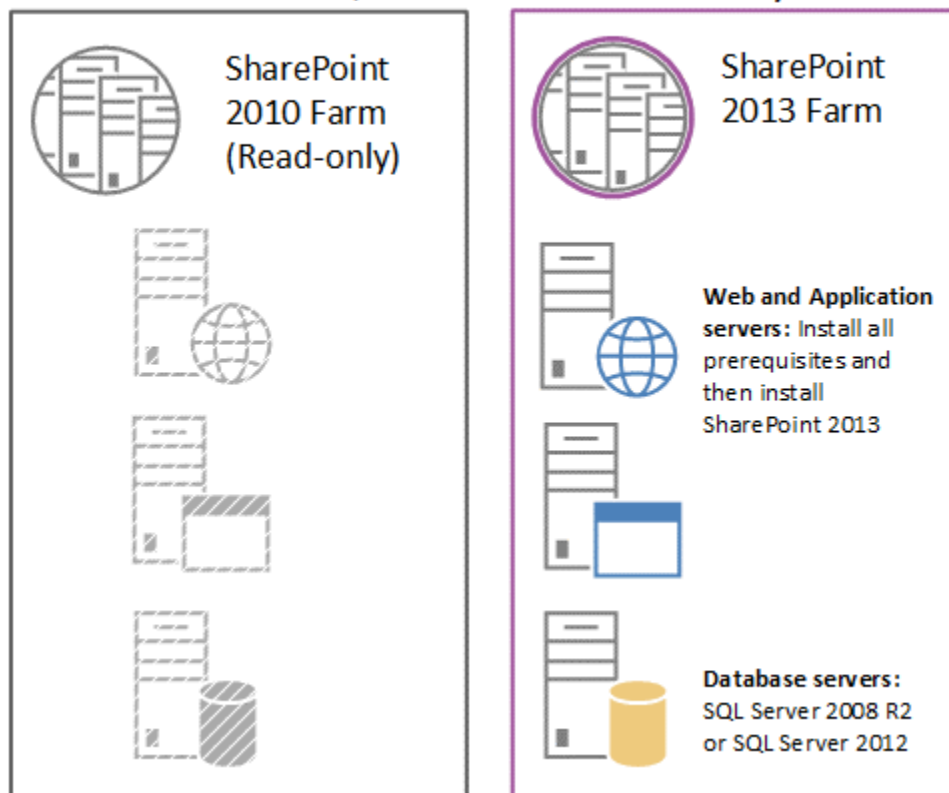 SharePoint
2010 Farm
(Read-only)
SharePoint
2013 Farm
Web and Application
servers: Install all
prerequisites and
then install
SharePoint 2013
Database servers:
SQL Server 2008 R2
or SQL Server 2012